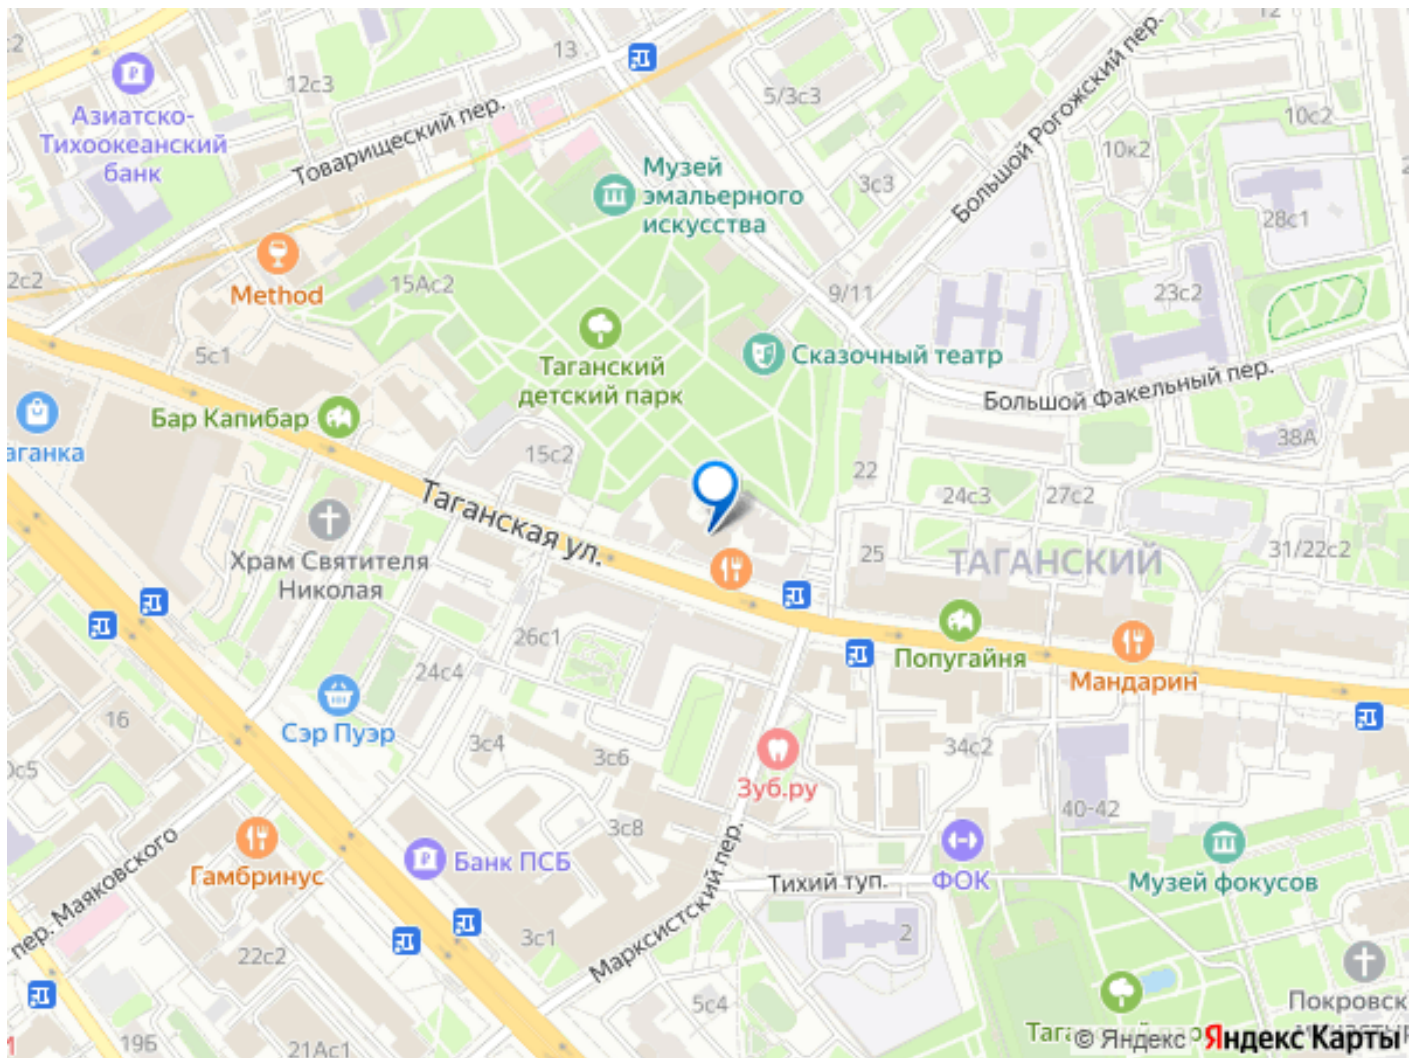 12
2
13
12с3
5/3с3
10с2
Азиатско-
Тихоокеанский
банк
Товарищеский пер.
Большой Рогожский пер.
10к2
Музей
эмальерного
искусства
3с3
28с1
2с2
Method
15Ас2
9/11
23с2
5с1
Таганский
детский парк
Сказочный театр
Большой Факельный пер.
аганка
Бар Капибар
15с2
22
38А
24с3
27с2
Таганская ул.
Храм Святителя
Николая
25
ТАГАНСКИЙ
31/22с2
26с1
24с4
Попугайня
Мандарин
16
Сэр Пуэр
3с4
3с6
34с2
0с5
Зуб.ру
40-42
3с8
пер. Маяковского
Гамбринус
Банк ПСБ
Марксистский пер.
Тихий туп.
ФОК
Музей фокусов
22с2
3с1
2
5с4
Покровск
19Б
21Ас1
Таг
© Яндекс Яндекс Карты